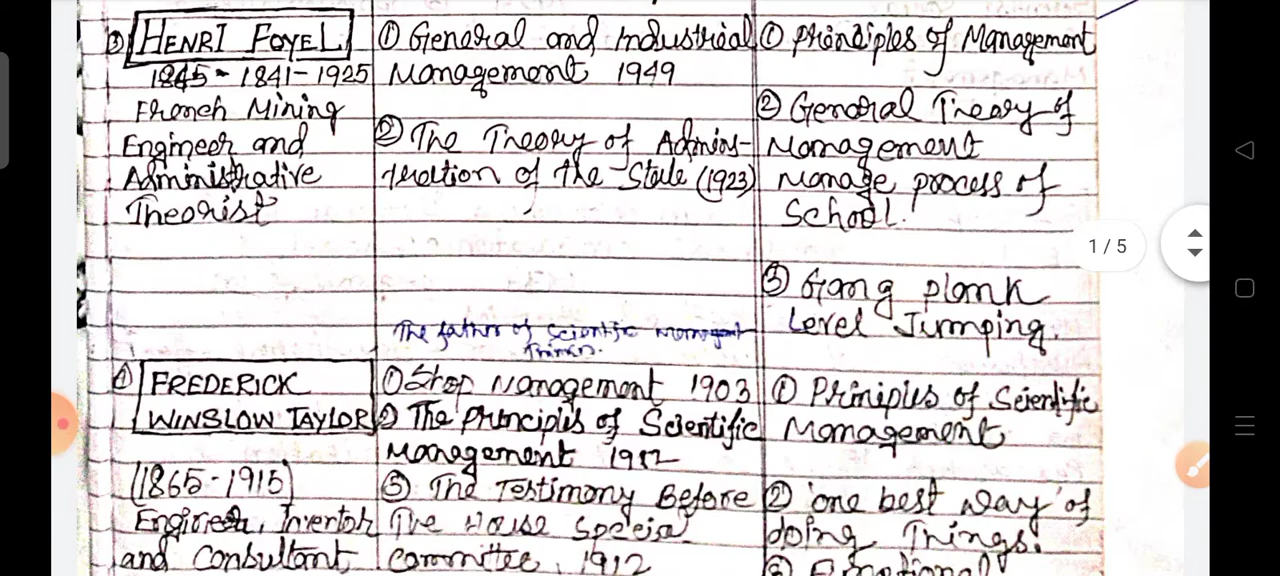 ③ HENRI FOYEL
1845 - 1841 - 1925
French Mining
Engineer and
Administrative
Theorist
① General and Industrial
Management 1949
② The Theory of Adminis-
tration of the State (1923)
① Principles of Management
② General Theory of
Management
Manage process of
School.
③ Gang plank
Level Jumping.
1 / 5
The father of Scientific
④ FREDERICK
WINSLOW TAYLOR
(1865-1915)
Engineer, Inventor
and Consultant,
① Shop Management 1903
② The principles of Scientific
Management
③ The Testimony Before
The House Special
committee, 1912
① Priniples of Scientific
Management
② 'one best way' of
doing Things.